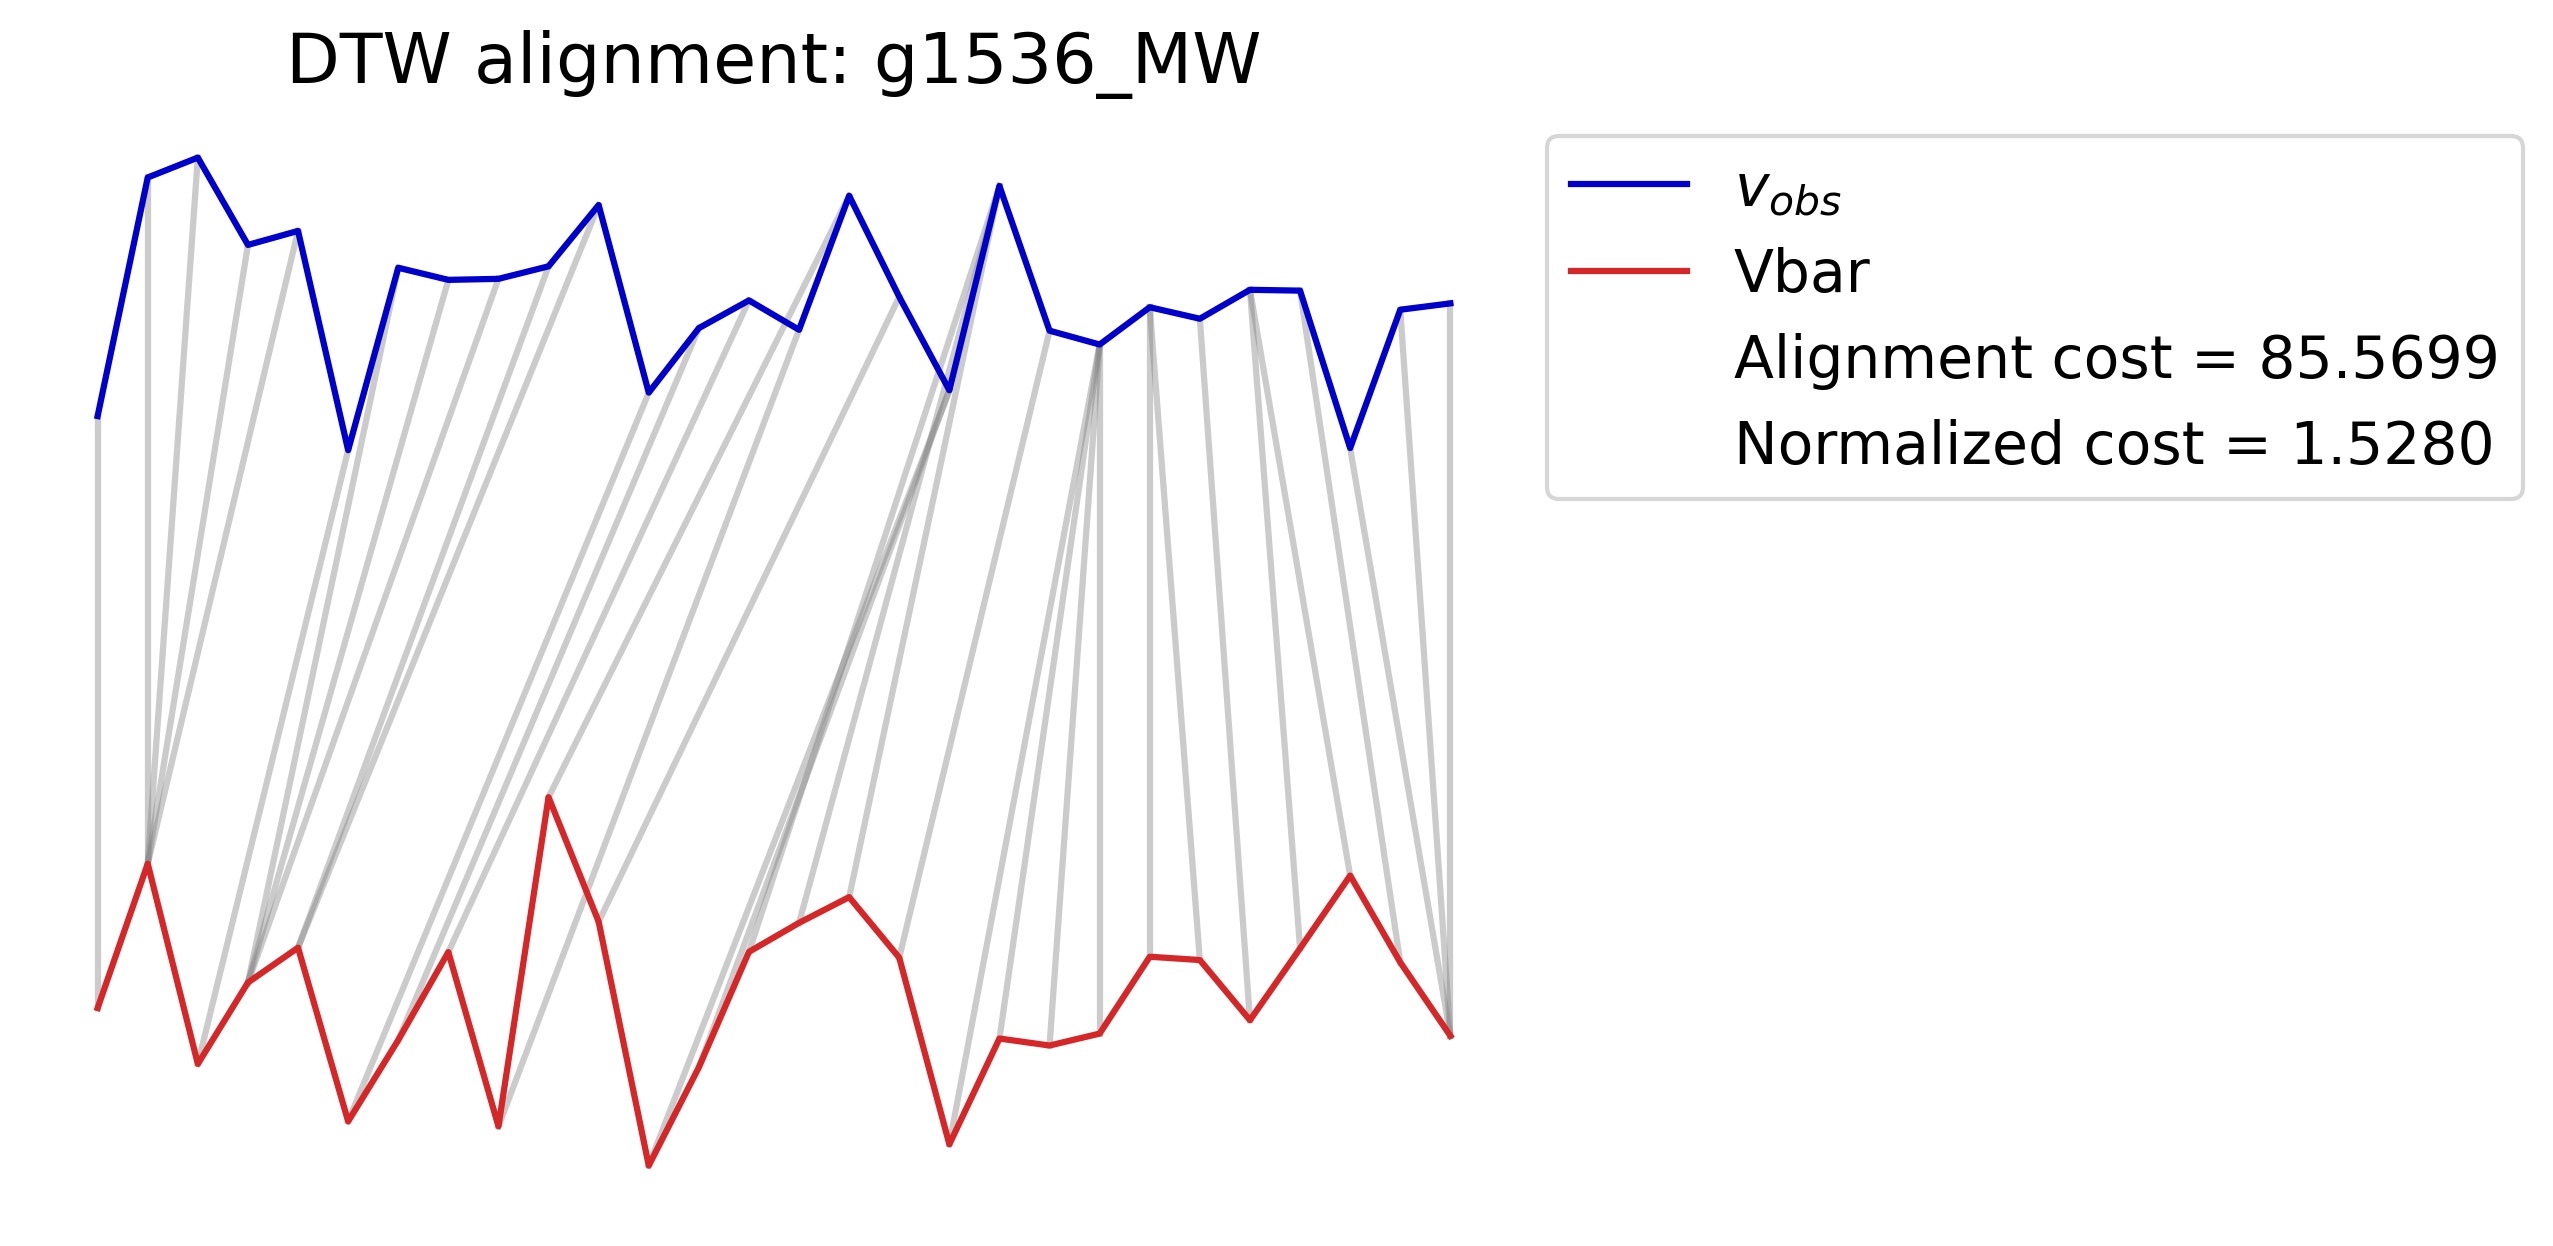 DTW alignment: g1536_MW
v_obs
Vbar
Alignment cost = 85.5699
Normalized cost = 1.5280